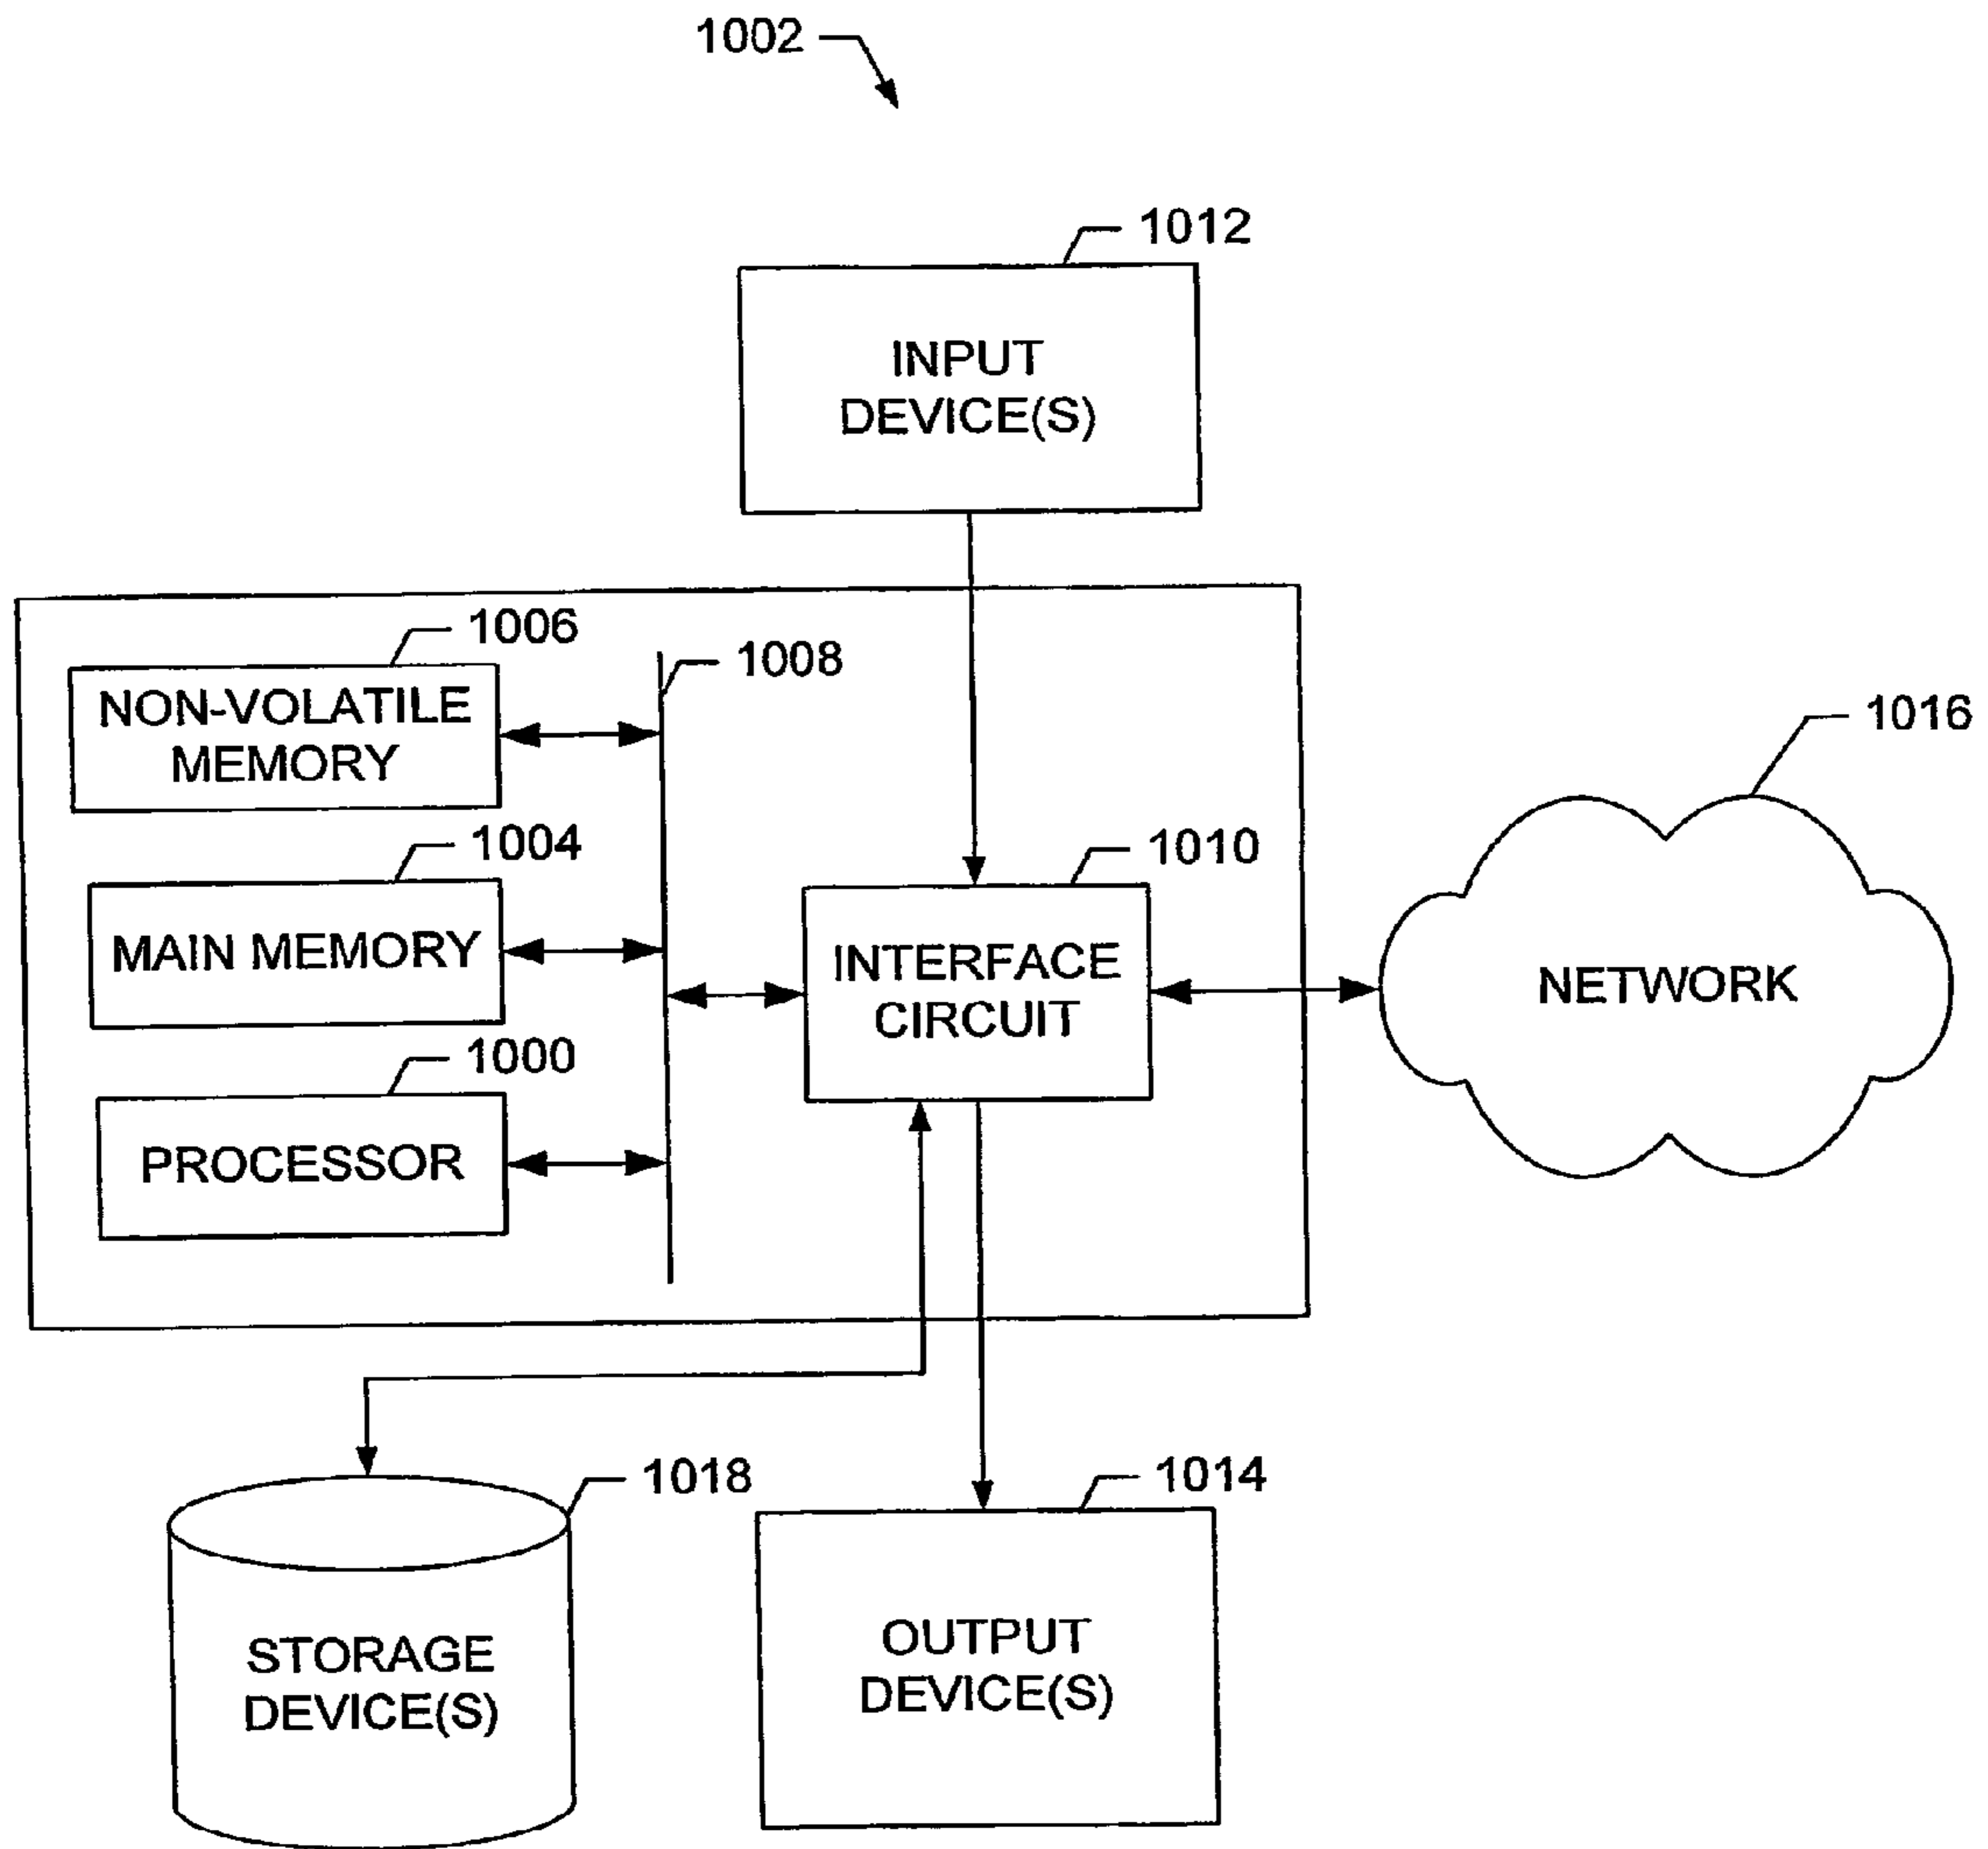 1002
1012
INPUT
DEVICE(S)
1006
NON-VOLATILE
MEMORY
1008
1016
1004
MAIN MEMORY
1010
INTERFACE
CIRCUIT
NETWORK
1000
PROCESSOR
1018
STORAGE
DEVICE(S)
1014
OUTPUT
DEVICE(S)